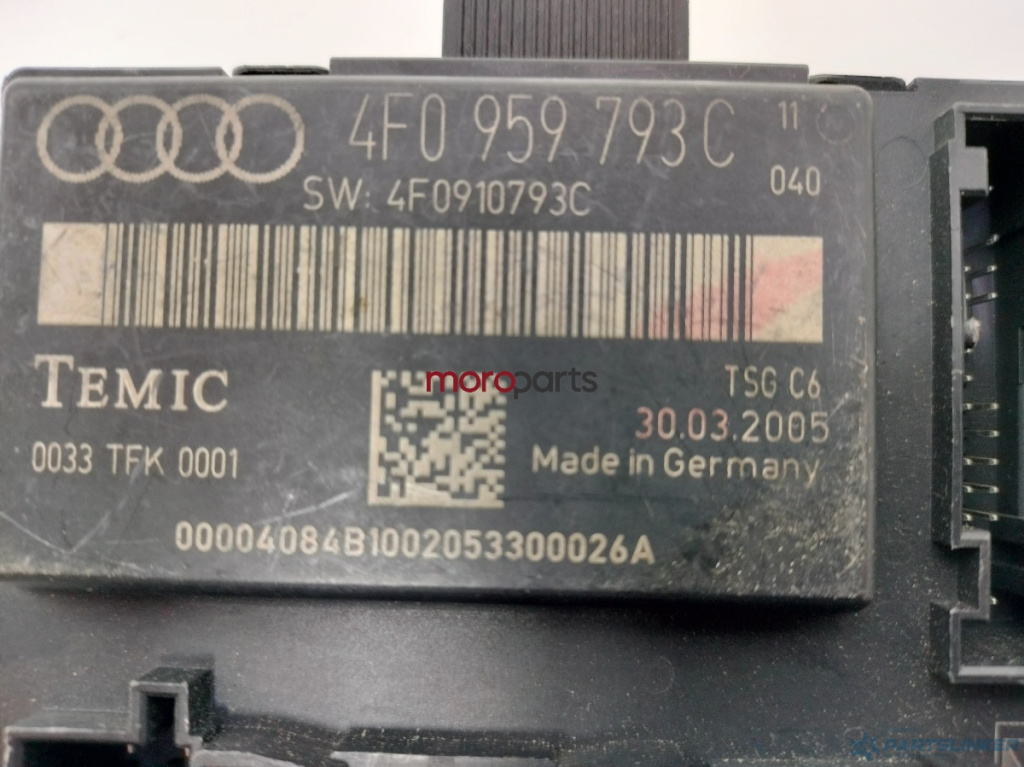 4F0 959 793 C 11
040
SW: 4F0910793C
TEMIC
moroparts
TSG C6
30.03.2005
0033 TFK 0001
Made in Germany
00004084B1002053300026A
PARTSLINKER